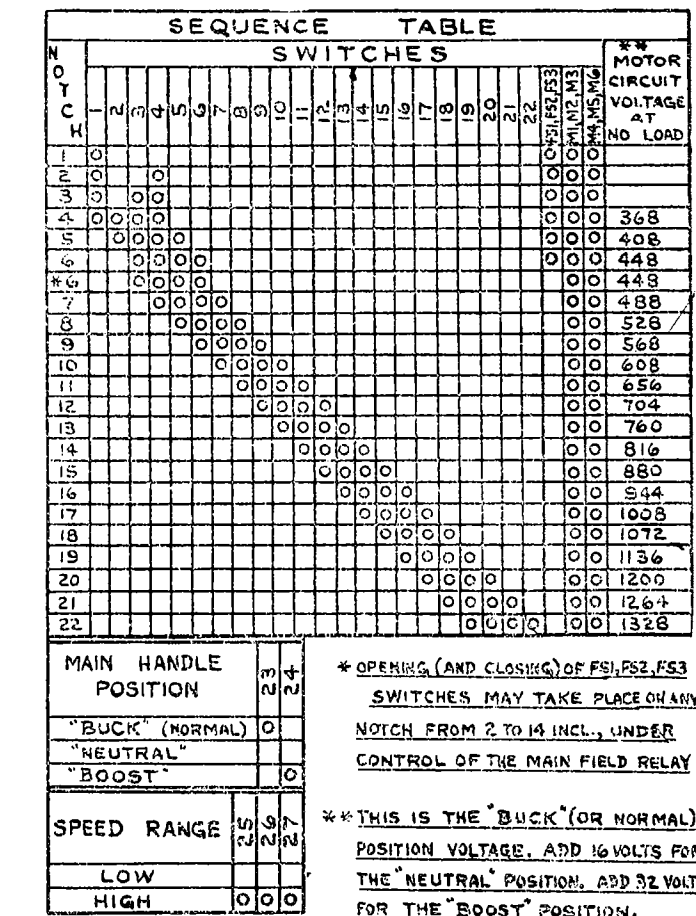 SEQUENCE TABLE
NOTCH
SWITCHES
** MOTOR CIRCUIT VOLTAGE AT NO LOAD
1 2 3 4 5 6 7 8 9 10 11 12 13 14 15 16 17 18 19 20 21 22 *FS1,FS2,FS3 M1,M2,M3 M4,M5,M6
1 O O O O
2 O O O O O
3 O O O O O O
4 O O O O O O O 368
5 O O O O O O O 408
6 O O O O O O O 448
*6 O O O O O O 448
7 O O O O O O 488
8 O O O O O O 528
9 O O O O O O 568
10 O O O O O O 608
11 O O O O O O 656
12 O O O O O O 704
13 O O O O O O 760
14 O O O O O O 816
15 O O O O O O 880
16 O O O O O O 944
17 O O O O O O 1008
18 O O O O O O 1072
19 O O O O O O 1136
20 O O O O O O 1200
21 O O O O O O 1264
22 O O O O O O 1328
MAIN HANDLE POSITION 23 24
"BUCK" (NORMAL) O
"NEUTRAL"
"BOOST" O
SPEED RANGE 25 26 27
LOW
HIGH O O O
* OPENING (AND CLOSING) OF FS1,FS2,FS3
SWITCHES MAY TAKE PLACE ON ANY
NOTCH FROM 2 TO 14 INCL., UNDER
CONTROL OF THE MAIN FIELD RELAY
** THIS IS THE "BUCK" (OR NORMAL)
POSITION VOLTAGE. ADD 16 VOLTS FOR
THE "NEUTRAL" POSITION. ADD 32 VOLT
FOR THE "BOOST" POSITION.